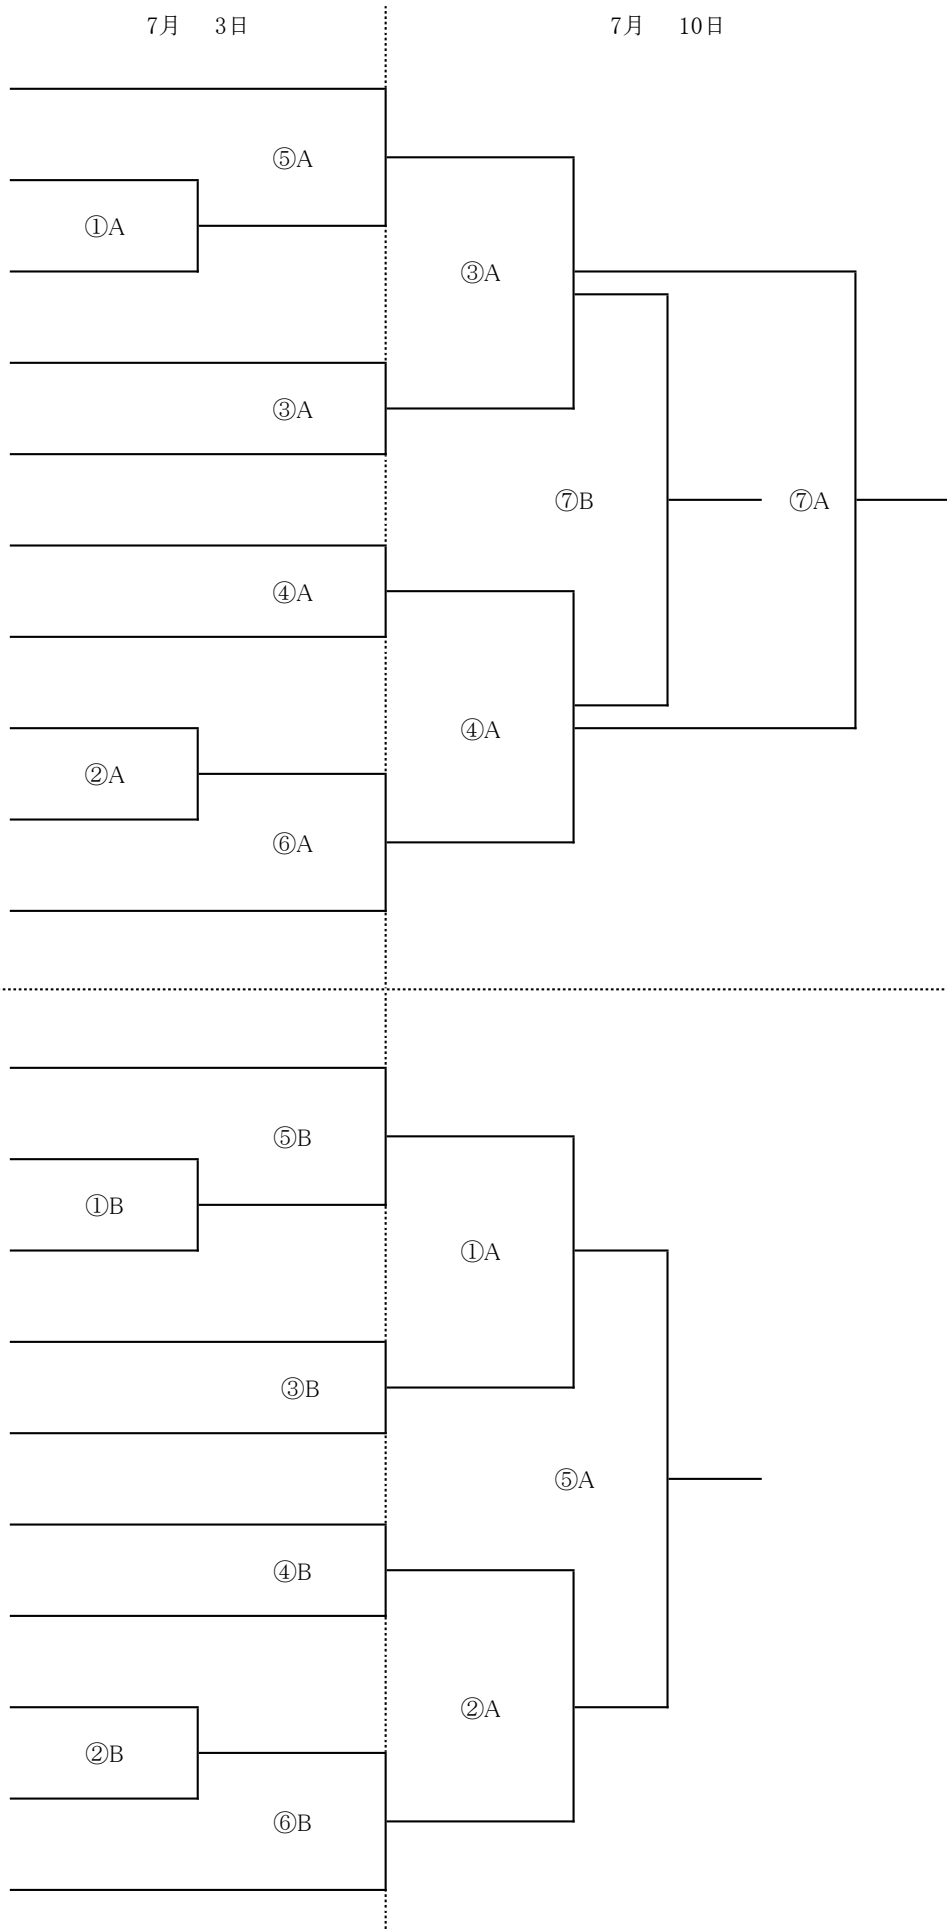 7月 3日 7月 10日
⑤A
①A
③A
③A
⑦B ⑦A
④A
④A
②A
⑥A
⑤B
①B
①A
③B
⑤A
④B
②A
②B
⑥B